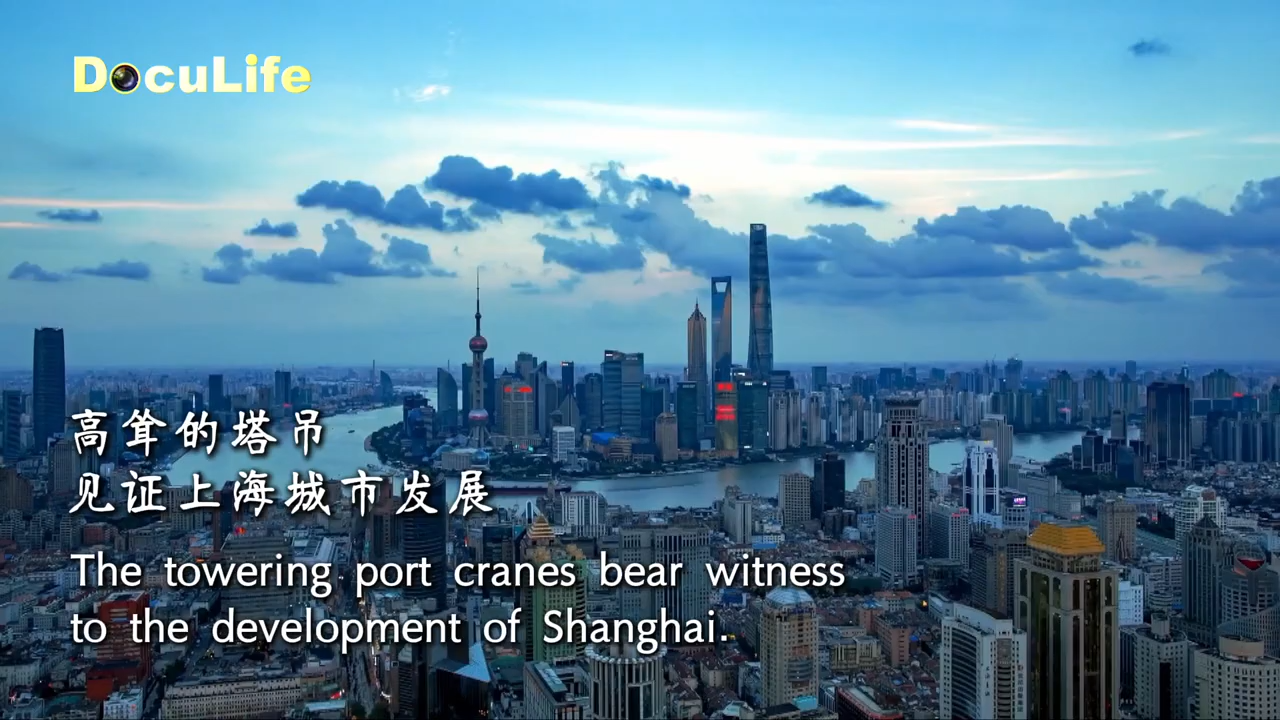 DocuLife
高耸的塔吊
见证上海城市发展
The towering port cranes bear witness
to the development of Shanghai.